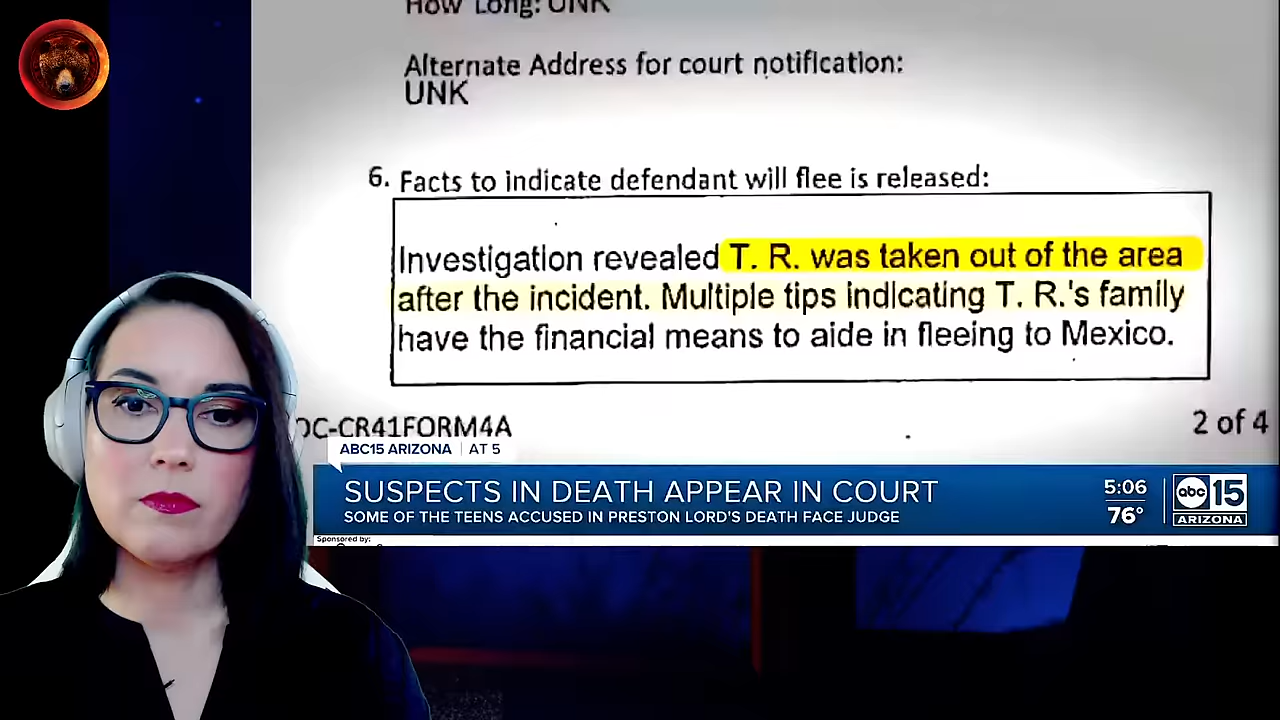 How Long: UNK
Alternate Address for court notification:
UNK
6. Facts to indicate defendant will flee is released:
Investigation revealed T. R. was taken out of the area
after the incident. Multiple tips indicating T. R.'s family
have the financial means to aide in fleeing to Mexico.
OC-CR41FORM4A
2 of 4
ABC15 ARIZONA | AT 5
SUSPECTS IN DEATH APPEAR IN COURT
SOME OF THE TEENS ACCUSED IN PRESTON LORD'S DEATH FACE JUDGE
5:06
76°
abc 15
ARIZONA
Sponsored by: